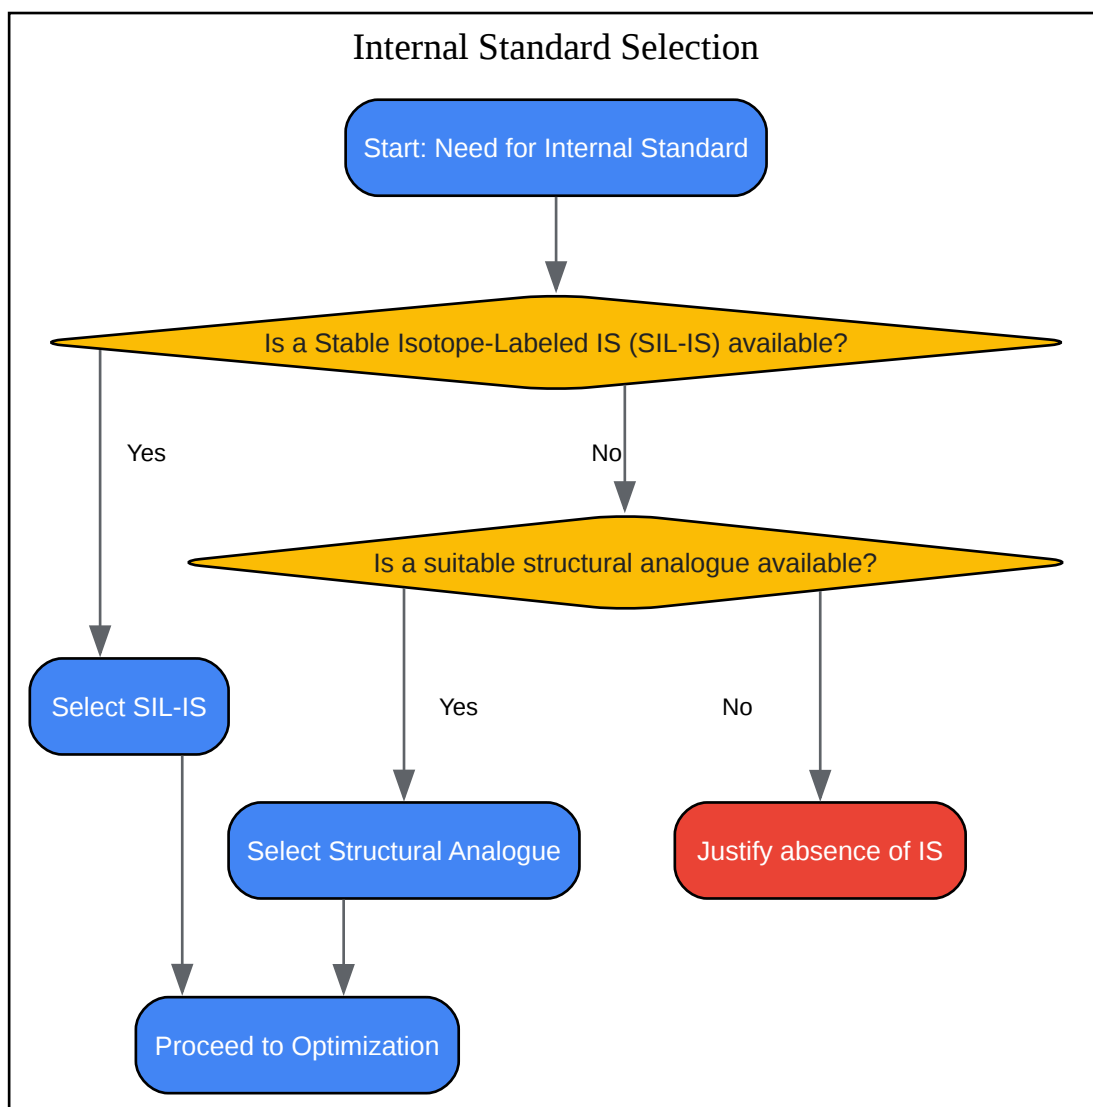 Internal Standard Selection
Start: Need for Internal Standard
Is a Stable Isotope-Labeled IS (SIL-IS) available?
Yes
No
Is a suitable structural analogue available?
Select SIL-IS
Yes
No
Select Structural Analogue
Justify absence of IS
Proceed to Optimization